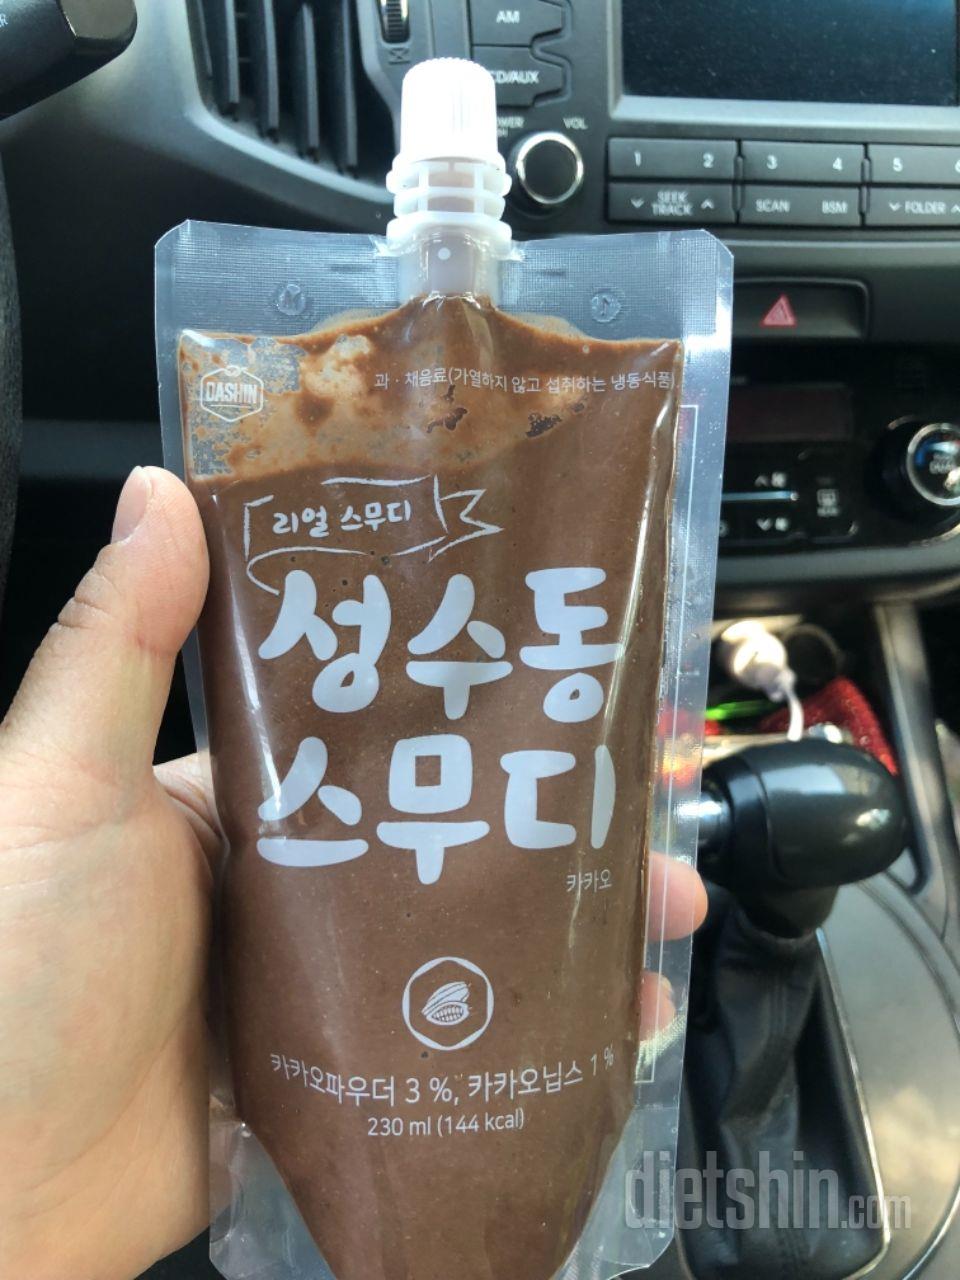 AM
CD/AUX
VOL
1 2 3 4 5 6
SEEK
TRACK
SCAN
BSM
FOLDER
DASHIN
과·채음료(가열하지 않고 섭취하는 냉동식품)
리얼 스무디
성수동
스무디
카카오
카카오파우더 3 %, 카카오닙스 1 %
230 ml (144 kcal)
dietshin.com